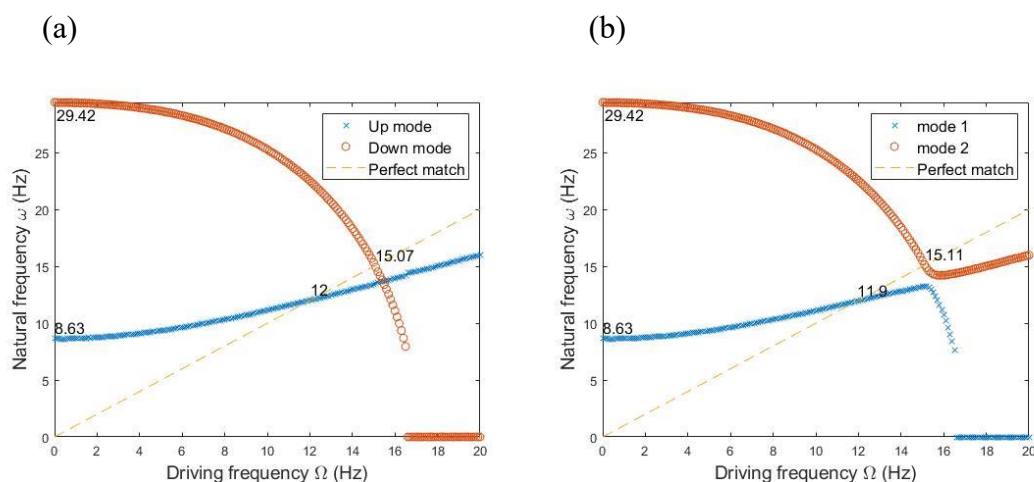 (a)
(b)
29.42
Up mode
Down mode
Perfect match
15.07
12
8.63
Natural frequency ω (Hz)
0
5
10
15
20
25
0 2 4 6 8 10 12 14 16 18 20
Driving frequency Ω (Hz)
29.42
mode 1
mode 2
Perfect match
15.11
11.9
8.63
Natural frequency ω (Hz)
0
5
10
15
20
25
0 2 4 6 8 10 12 14 16 18 20
Driving frequency Ω (Hz)